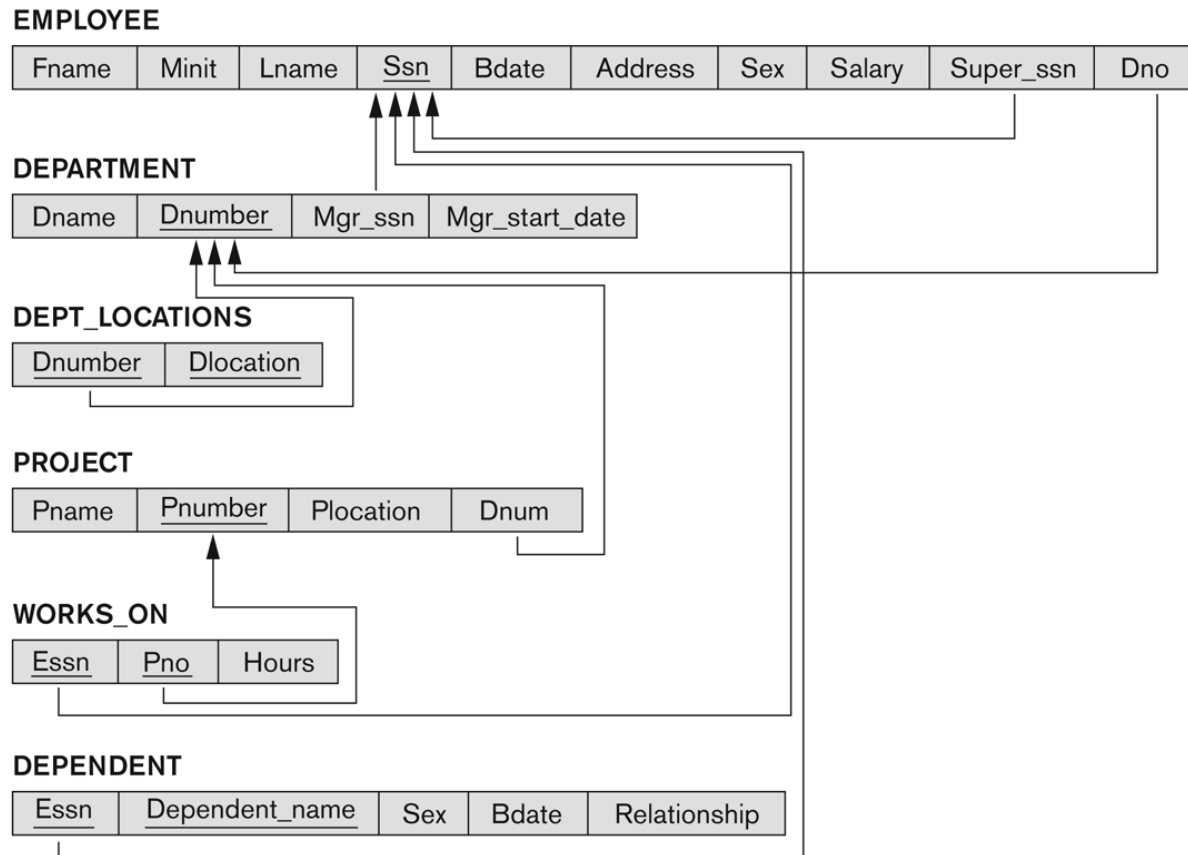 EMPLOYEE
Fname Minit Lname Ssn Bdate Address Sex Salary Super_ssn Dno
DEPARTMENT
Dname Dnumber Mgr_ssn Mgr_start_date
DEPT_LOCATIONS
Dnumber Dlocation
PROJECT
Pname Pnumber Plocation Dnum
WORKS_ON
Essn Pno Hours
DEPENDENT
Essn Dependent_name Sex Bdate Relationship